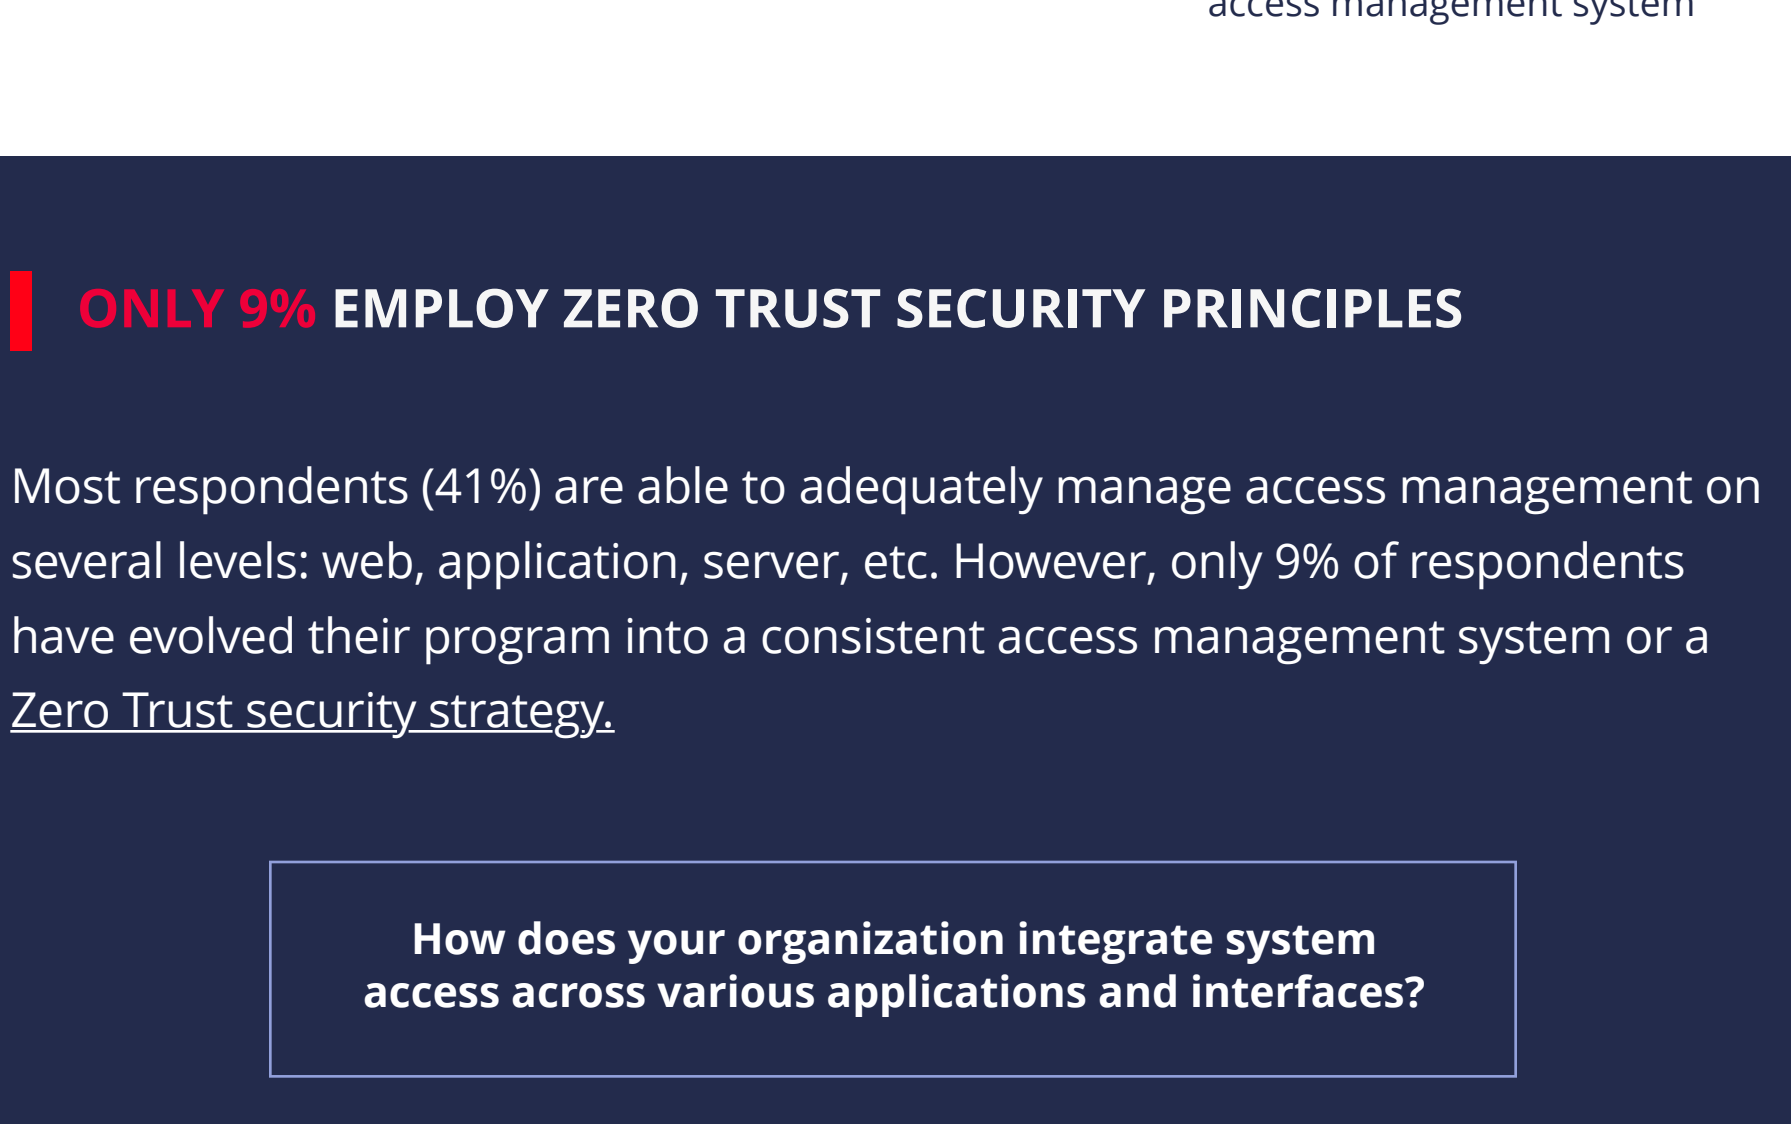 access management system
ONLY 9% EMPLOY ZERO TRUST SECURITY PRINCIPLES
Most respondents (41%) are able to adequately manage access management on
several levels: web, application, server, etc. However, only 9% of respondents
have evolved their program into a consistent access management system or a
Zero Trust security strategy.
How does your organization integrate system
access across various applications and interfaces?